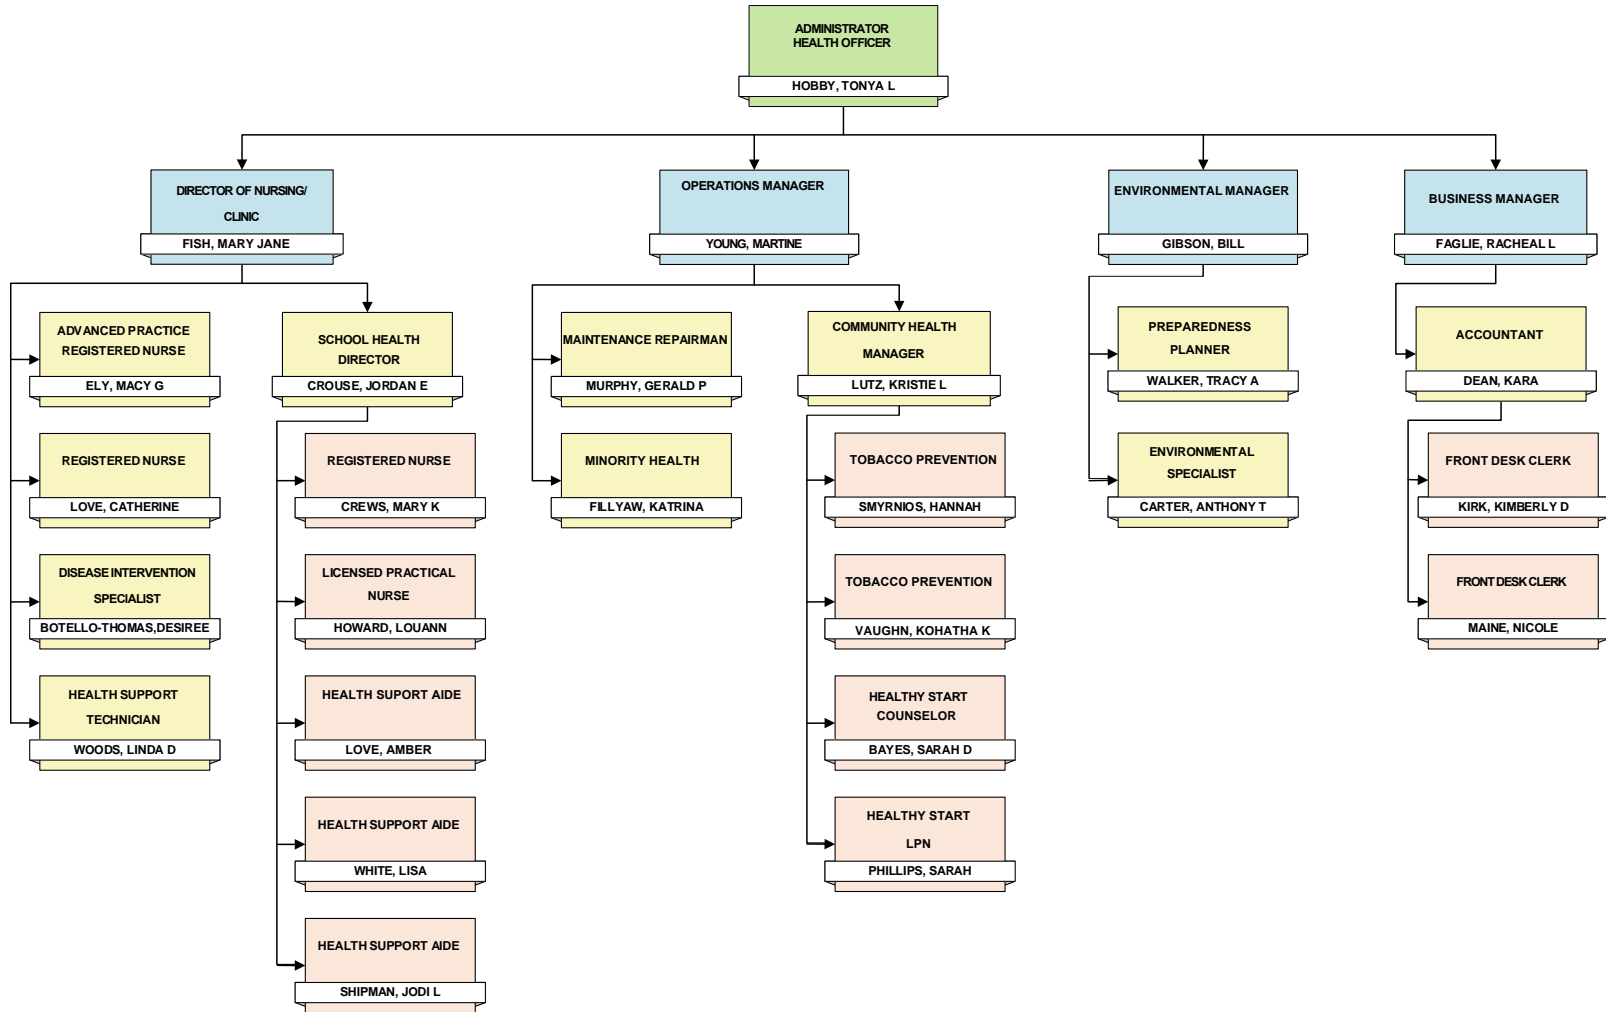 ADMINISTRATOR
HEALTH OFFICER
HOBBY, TONYA L
DIRECTOR OF NURSING/
CLINIC
FISH, MARY JANE
OPERATIONS MANAGER
YOUNG, MARTINE
ENVIRONMENTAL MANAGER
GIBSON, BILL
BUSINESS MANAGER
FAGLIE, RACHEAL L
ADVANCED PRACTICE
REGISTERED NURSE
ELY, MACY G
SCHOOL HEALTH
DIRECTOR
CROUSE, JORDAN E
MAINTENANCE REPAIRMAN
MURPHY, GERALD P
COMMUNITY HEALTH
MANAGER
LUTZ, KRISTIE L
PREPAREDNESS
PLANNER
WALKER, TRACY A
ACCOUNTANT
DEAN, KARA
REGISTERED NURSE
LOVE, CATHERINE
REGISTERED NURSE
CREWS, MARY K
MINORITY HEALTH
FILLYAW, KATRINA
TOBACCO PREVENTION
SMYRNIOS, HANNAH
ENVIRONMENTAL
SPECIALIST
CARTER, ANTHONY T
FRONT DESK CLERK
KIRK, KIMBERLY D
DISEASE INTERVENTION
SPECIALIST
BOTELLO-THOMAS,DESIREE
LICENSED PRACTICAL
NURSE
HOWARD, LOUANN
TOBACCO PREVENTION
VAUGHN, KOHATHA K
FRONT DESK CLERK
MAINE, NICOLE
HEALTH SUPPORT
TECHNICIAN
WOODS, LINDA D
HEALTH SUPORT AIDE
LOVE, AMBER
HEALTHY START
COUNSELOR
BAYES, SARAH D
HEALTH SUPPORT AIDE
WHITE, LISA
HEALTHY START
LPN
PHILLIPS, SARAH
HEALTH SUPPORT AIDE
SHIPMAN, JODI L